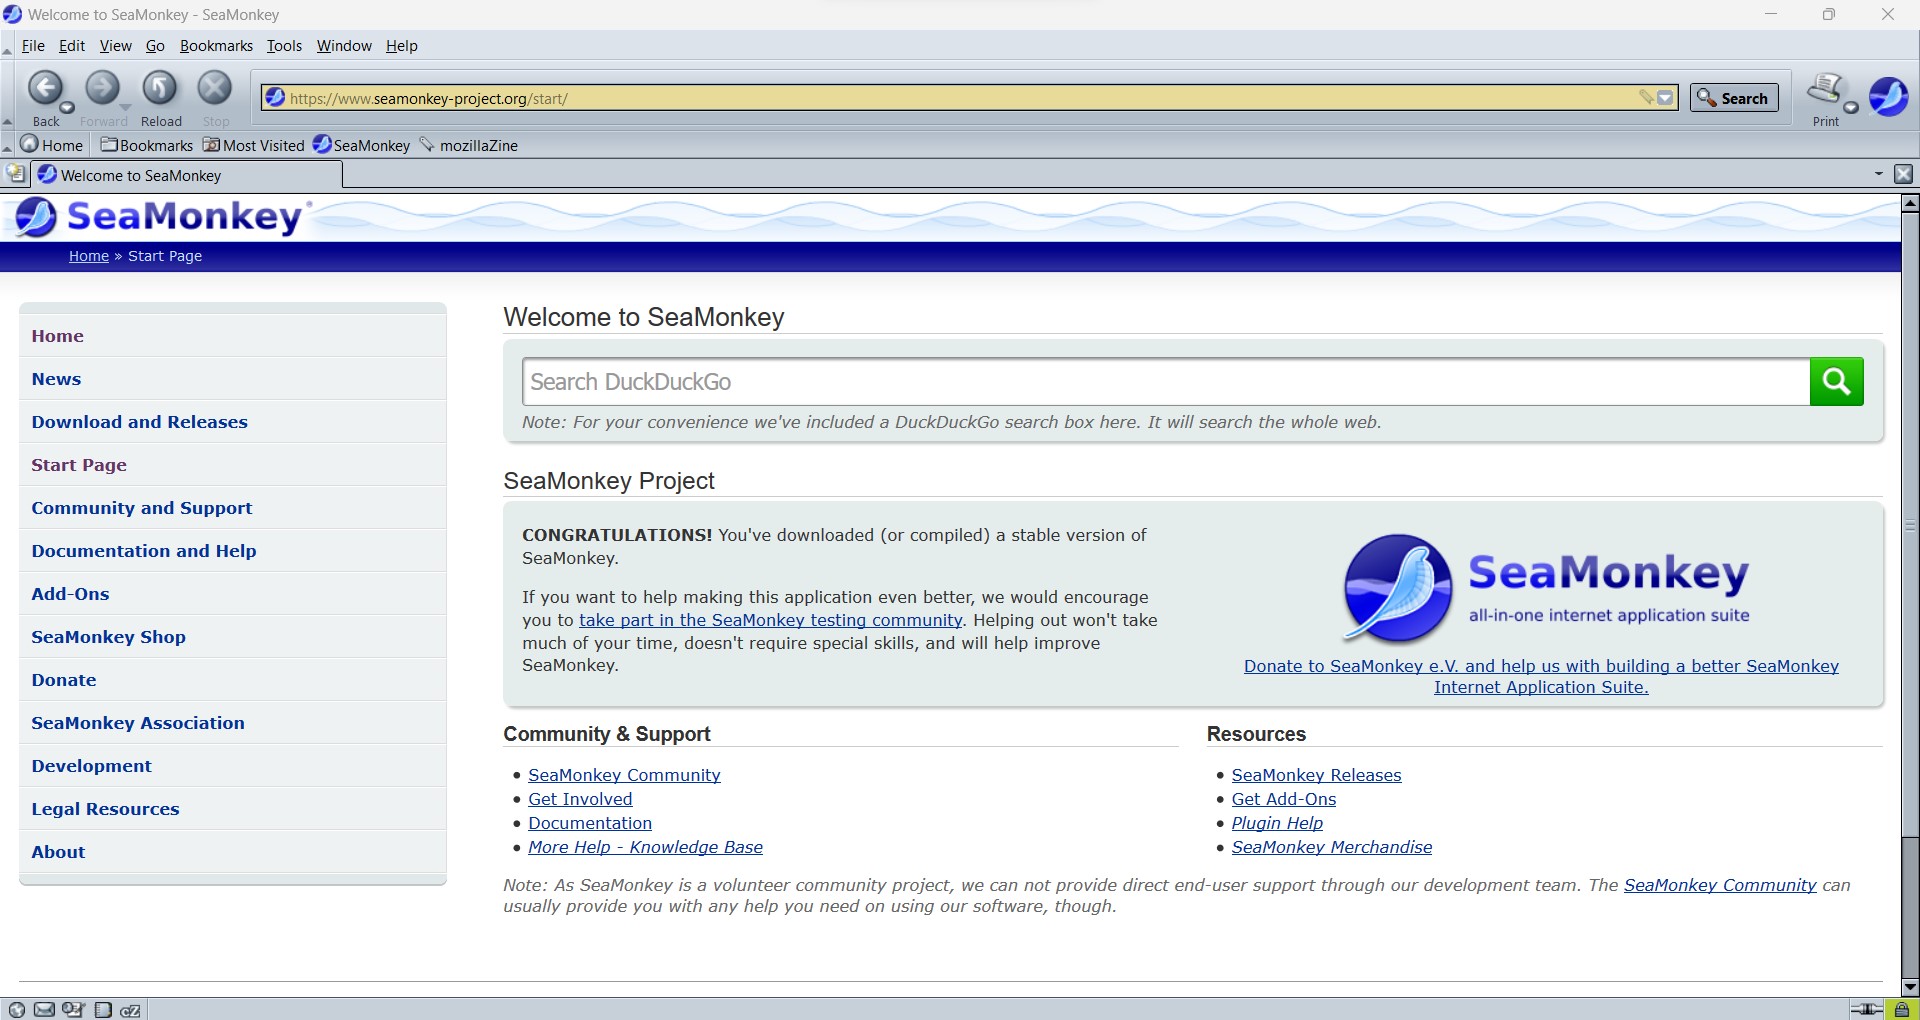 Welcome to SeaMonkey - SeaMonkey
File Edit View Go Bookmarks Tools Window Help
Back Forward Reload Stop
https://www.seamonkey-project.org/start/
Search
Print
Home Bookmarks Most Visited SeaMonkey mozillaZine
Welcome to SeaMonkey
SeaMonkey®
Home » Start Page
Home
News
Download and Releases
Start Page
Community and Support
Documentation and Help
Add-Ons
SeaMonkey Shop
Donate
SeaMonkey Association
Development
Legal Resources
About
Welcome to SeaMonkey
Search DuckDuckGo
Note: For your convenience we've included a DuckDuckGo search box here. It will search the whole web.
SeaMonkey Project
CONGRATULATIONS! You've downloaded (or compiled) a stable version of
SeaMonkey.
If you want to help making this application even better, we would encourage
you to take part in the SeaMonkey testing community. Helping out won't take
much of your time, doesn't require special skills, and will help improve
SeaMonkey.
SeaMonkey
all-in-one internet application suite
Donate to SeaMonkey e.V. and help us with building a better SeaMonkey
Internet Application Suite.
Community & Support
• SeaMonkey Community
• Get Involved
• Documentation
• More Help - Knowledge Base
Resources
• SeaMonkey Releases
• Get Add-Ons
• Plugin Help
• SeaMonkey Merchandise
Note: As SeaMonkey is a volunteer community project, we can not provide direct end-user support through our development team. The SeaMonkey Community can
usually provide you with any help you need on using our software, though.
cZ